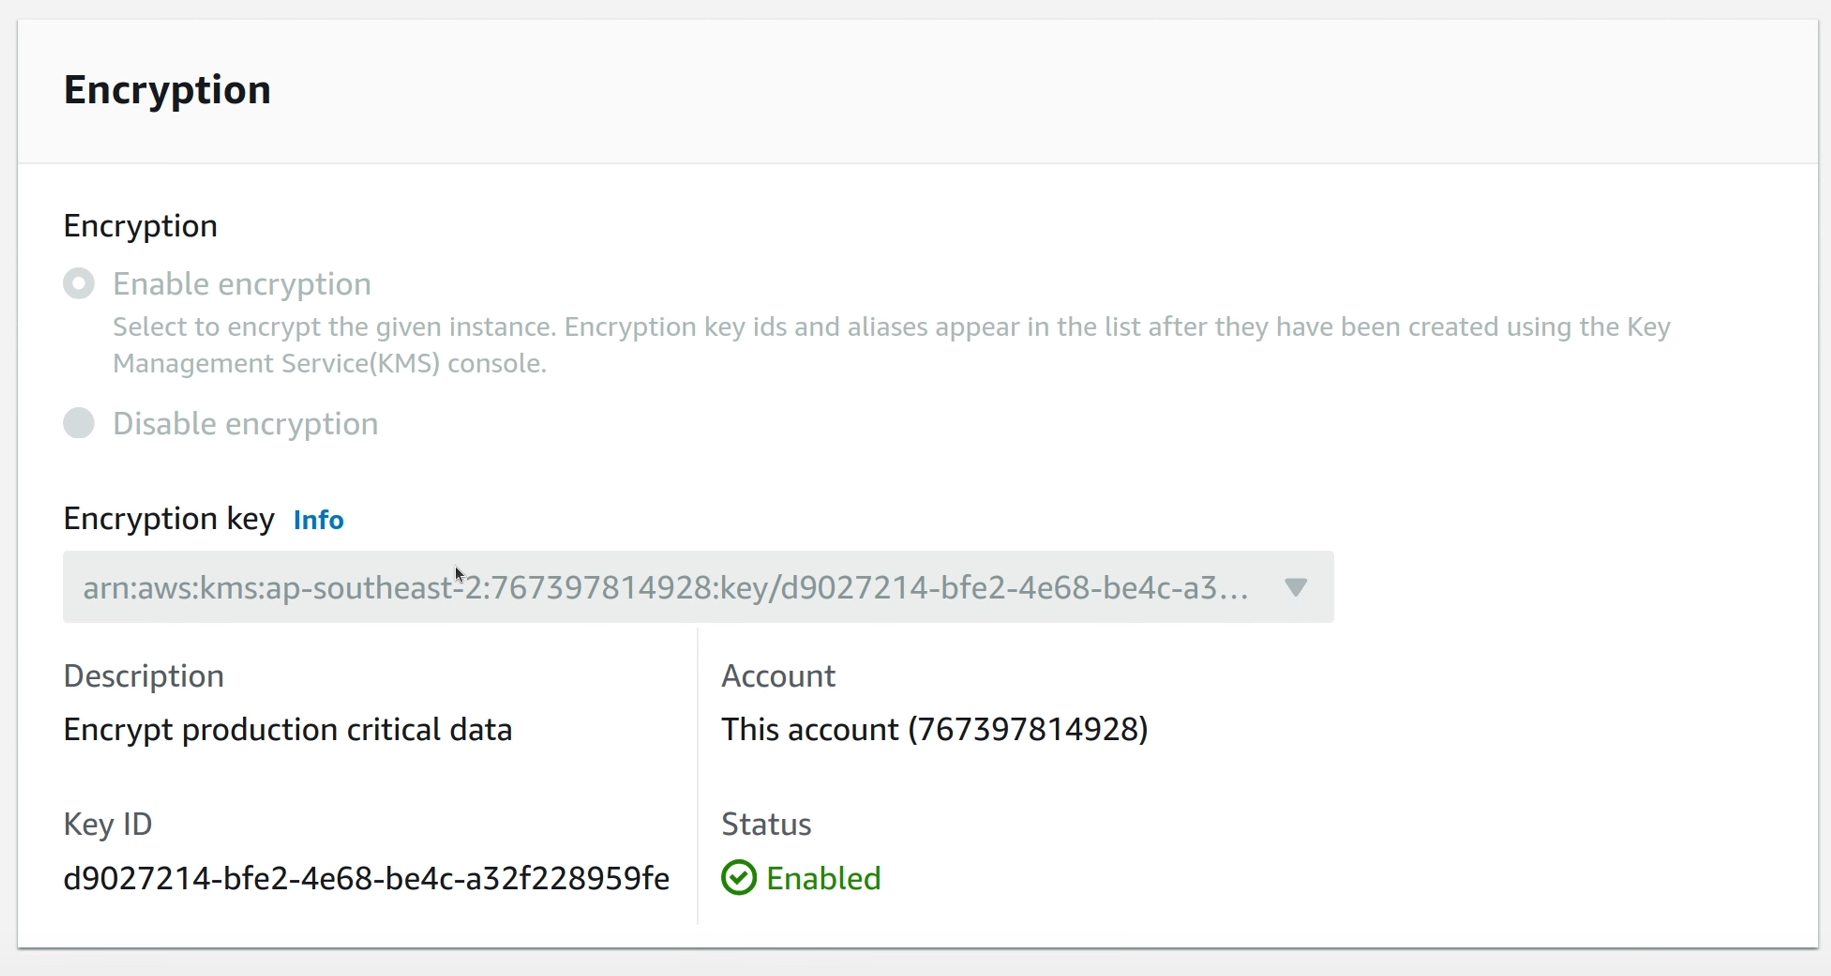 Encryption
Encryption
Enable encryption
Select to encrypt the given instance. Encryption key ids and aliases appear in the list after they have been created using the Key
Management Service(KMS) console.
Disable encryption
Encryption key Info
arn:aws:kms:ap-southeast-2:767397814928:key/d9027214-bfe2-4e68-be4c-a3...
Description
Encrypt production critical data
Account
This account (767397814928)
Key ID
d9027214-bfe2-4e68-be4c-a32f228959fe
Status
Enabled